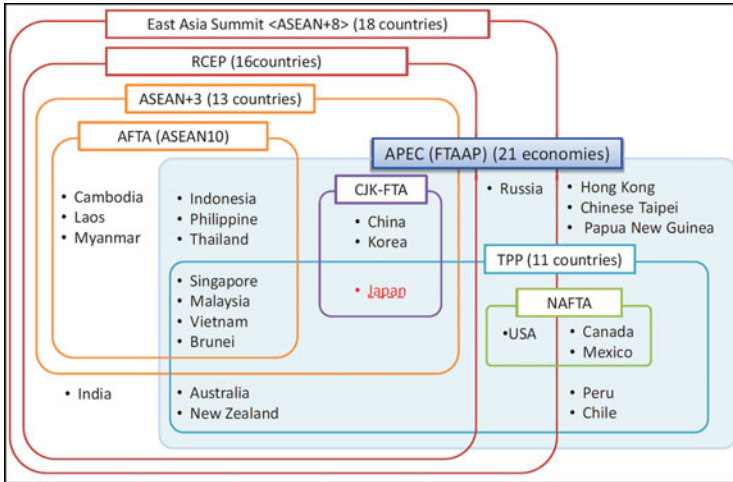 East Asia Summit <ASEAN+8> (18 countries)
RCEP (16countries)
ASEAN+3 (13 countries)
AFTA (ASEAN10)
APEC (FTAAP) (21 economies)
• Cambodia
• Laos
• Myanmar
• Indonesia
• Philippine
• Thailand
CJK-FTA
• China
• Korea
• Russia
• Hong Kong
• Chinese Taipei
• Papua New Guinea
TPP (11 countries)
• Singapore
• Malaysia
• Vietnam
• Brunei
• Japan
NAFTA
•USA
• Canada
• Mexico
• India
• Australia
• New Zealand
• Peru
• Chile